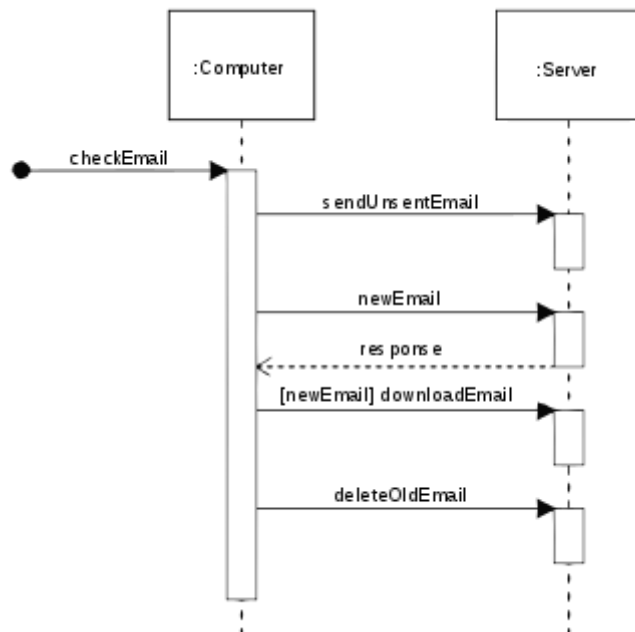 :Computer
:Server
checkEmail
sendUnsentEmail
newEmail
response
[newEmail] downloadEmail
deleteOldEmail